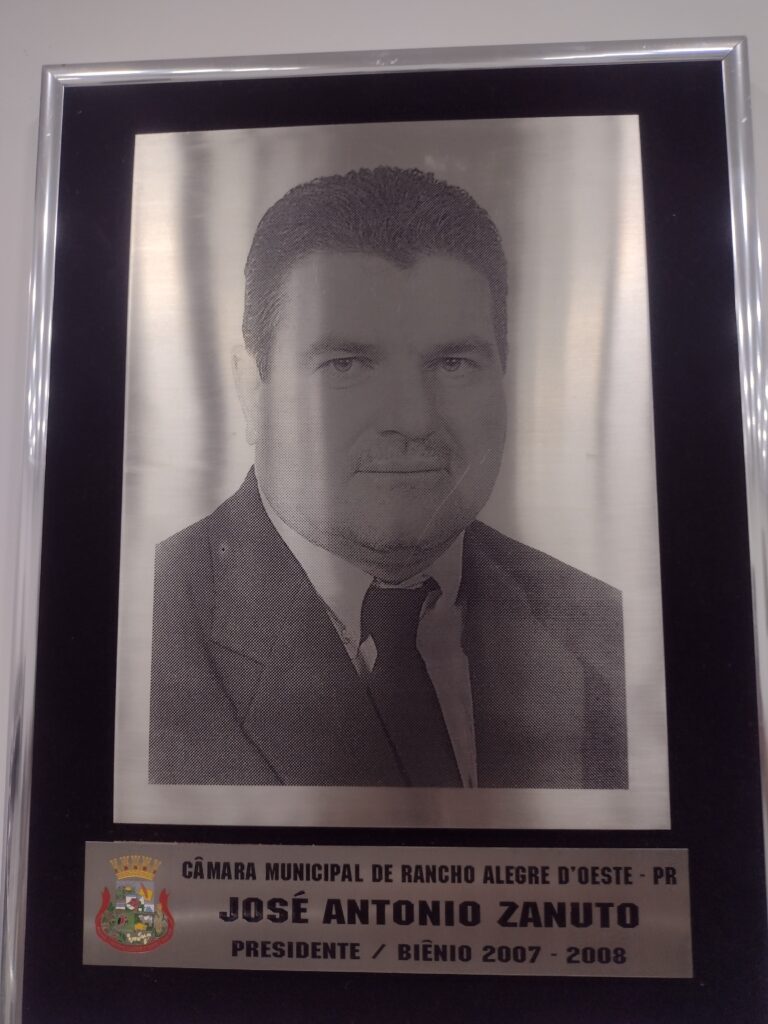 CÂMARA MUNICIPAL DE RANCHO ALEGRE D'OESTE - PR
JOSÉ ANTONIO ZANUTO
PRESIDENTE / BIÊNIO 2007 - 2008